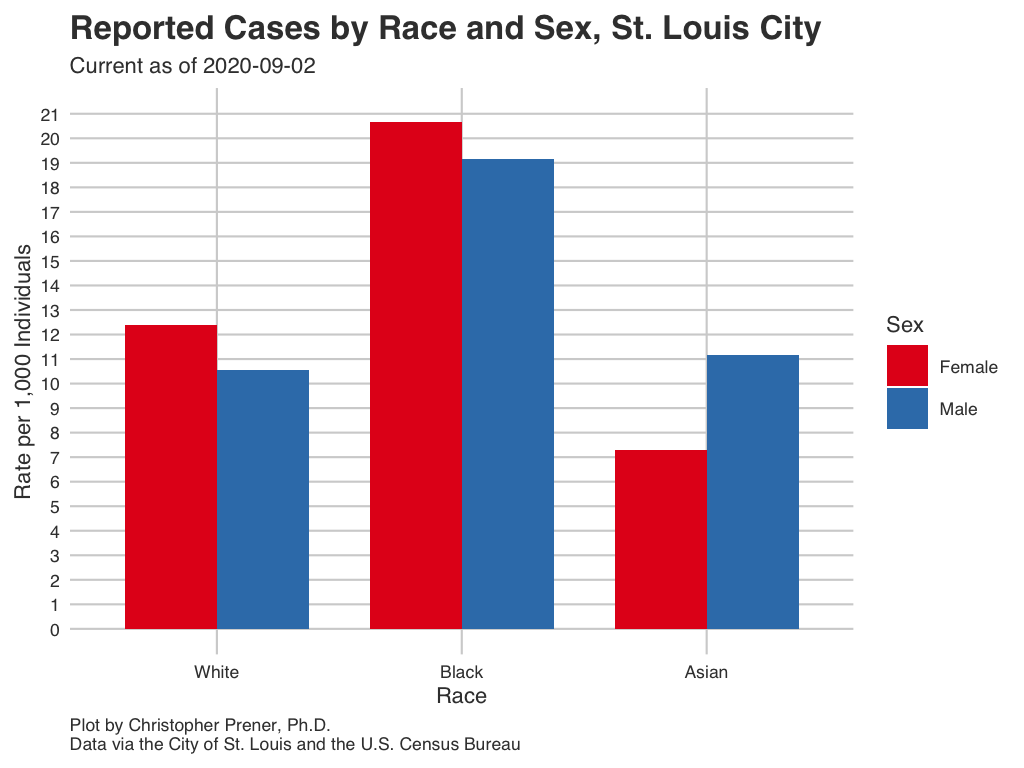 Reported Cases by Race and Sex, St. Louis City
Current as of 2020-09-02
21
20
19
18
17
16
15
14
13
12
11
10
9
8
7
6
5
4
3
2
1
0
Rate per 1,000 Individuals
White
Black
Asian
Race
Sex
Female
Male
Plot by Christopher Prener, Ph.D.
Data via the City of St. Louis and the U.S. Census Bureau